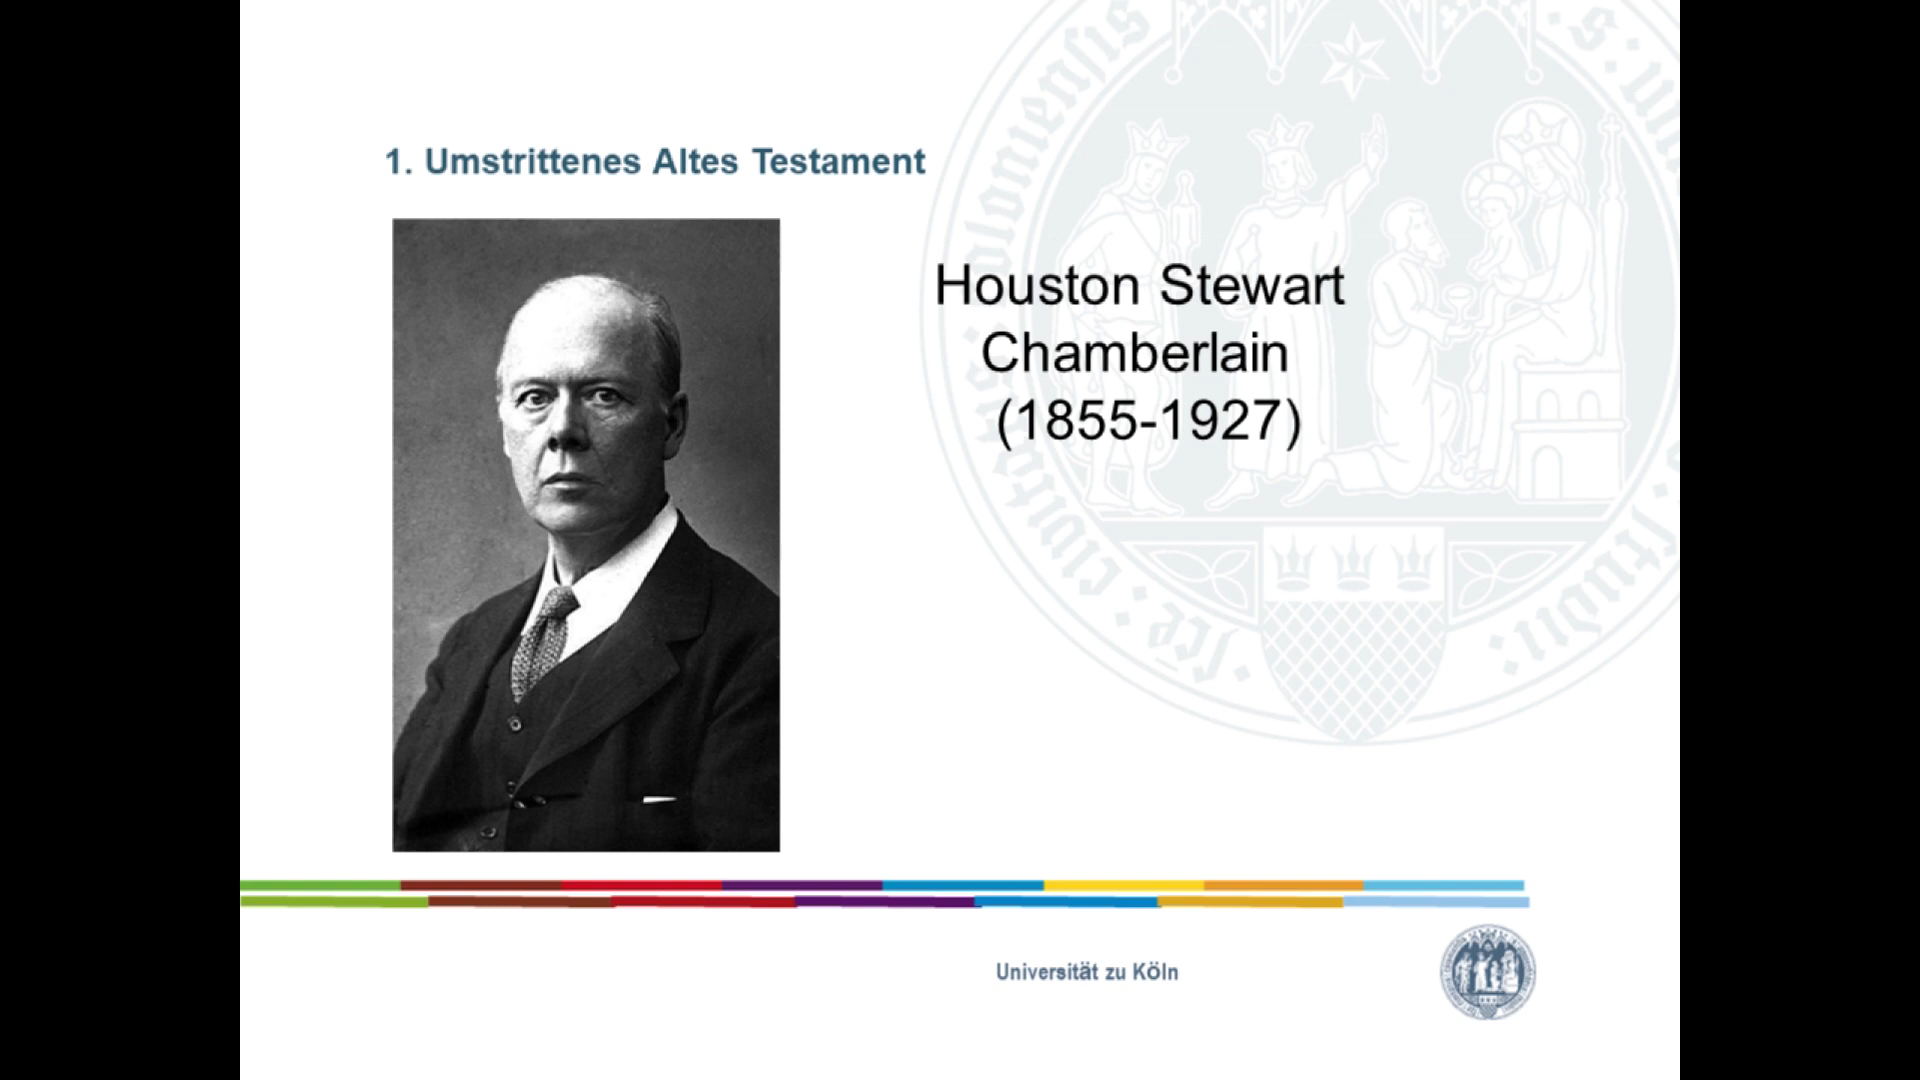 1. Umstrittenes Altes Testament
Houston Stewart
Chamberlain
(1855-1927)
Universität zu Köln